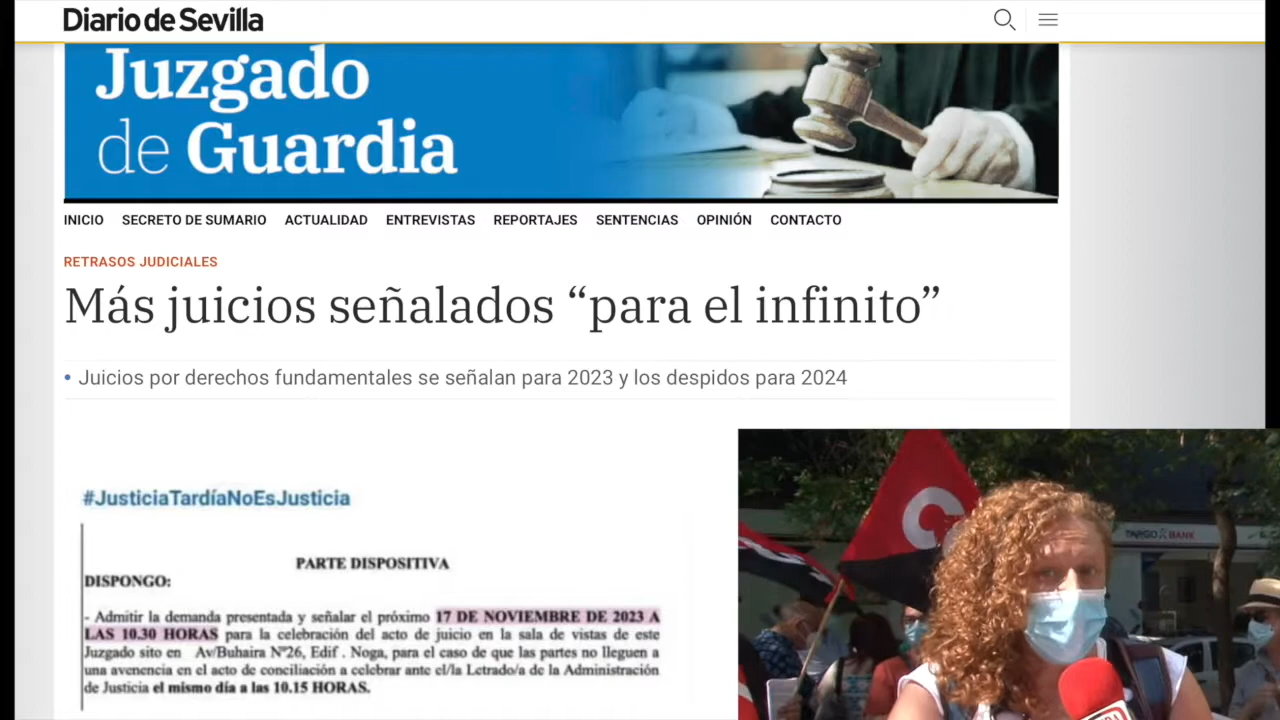 Diario de Sevilla
Juzgado
de Guardia
INICIO SECRETO DE SUMARIO ACTUALIDAD ENTREVISTAS REPORTAJES SENTENCIAS OPINIÓN CONTACTO
RETRASOS JUDICIALES
Más juicios señalados “para el infinito”
• Juicios por derechos fundamentales se señalan para 2023 y los despidos para 2024
#JusticiaTardíaNoEsJusticia
PARTE DISPOSITIVA
DISPONGO:
- Admitir la demanda presentada y señalar el próximo 17 DE NOVIEMBRE DE 2023 A
LAS 10.30 HORAS para la celebración del acto de juicio en la sala de vistas de este
Juzgado sito en Av/Buhaira Nº26, Edif . Noga, para el caso de que las partes no lleguen a
una avenencia en el acto de conciliación a celebrar ante el/la Letrado/a de la Administración
de Justicia el mismo día a las 10.15 HORAS.
TARGO BANK